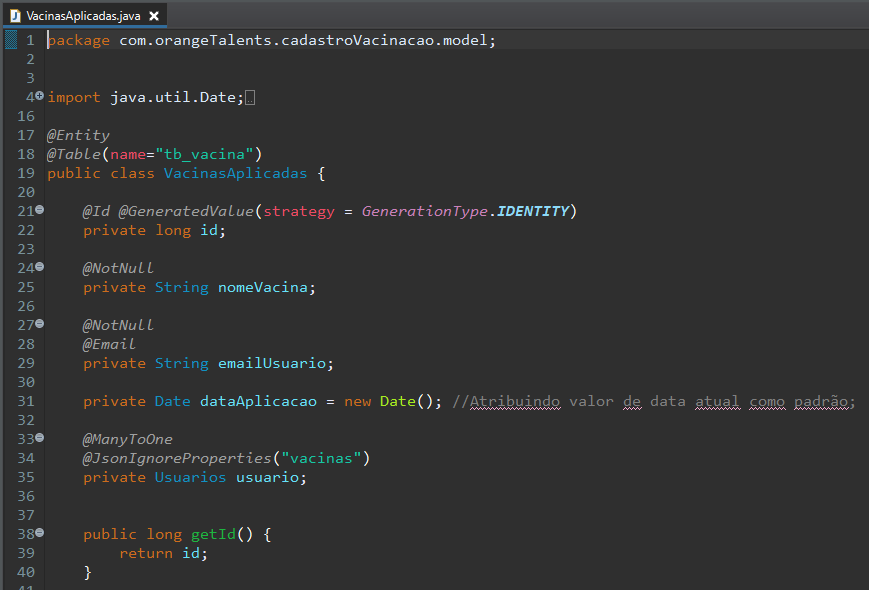 VacinasAplicadas.java
1 package com.orangeTalents.cadastroVacinacao.model;
2
3
4 import java.util.Date;
16
17 @Entity
18 @Table(name="tb_vacina")
19 public class VacinasAplicadas {
20
21 @Id @GeneratedValue(strategy = GenerationType.IDENTITY)
22 private long id;
23
24 @NotNull
25 private String nomeVacina;
26
27 @NotNull
28 @Email
29 private String emailUsuario;
30
31 private Date dataAplicacao = new Date(); //Atribuindo valor de data atual como padrão;
32
33 @ManyToOne
34 @JsonIgnoreProperties("vacinas")
35 private Usuarios usuario;
36
37
38 public long getId() {
39 return id;
40 }
41